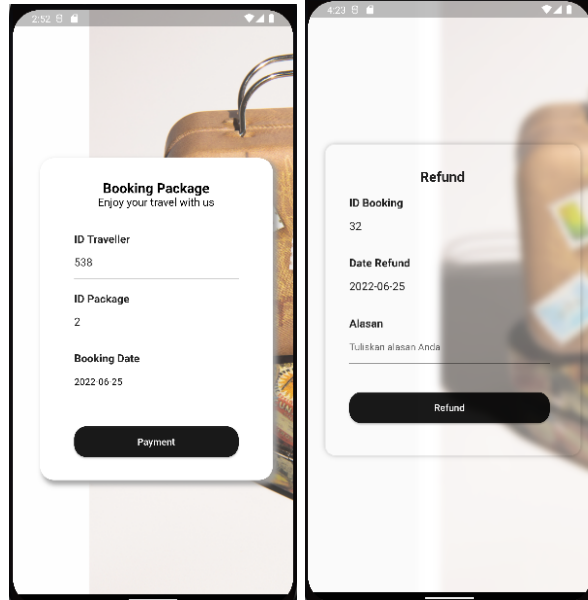 2:52
Booking Package
Enjoy your travel with us
ID Traveller
538
ID Package
2
Booking Date
2022-06-25
Payment
4:23
Refund
ID Booking
32
Date Refund
2022-06-25
Alasan
Tuliskan alasan Anda
Refund